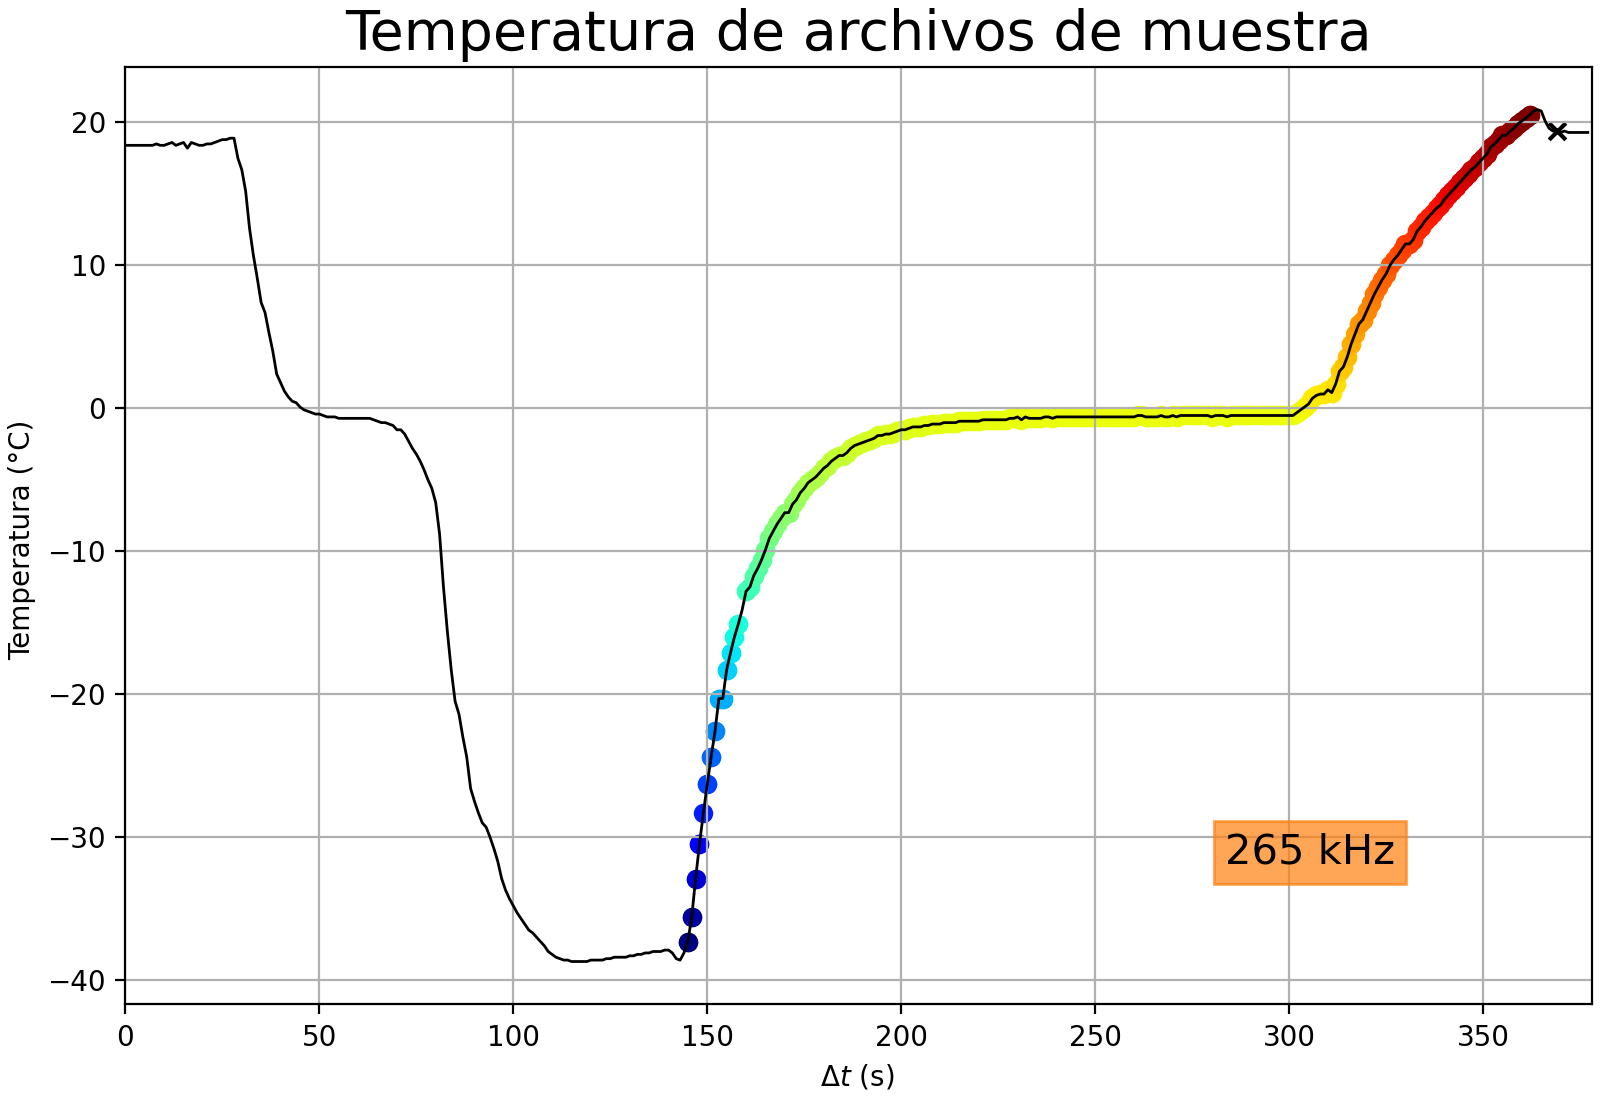 Temperatura de archivos de muestra
Temperatura (°C)
20
10
0
−10
−20
−30
−40
265 kHz
0 50 100 150 200 250 300 350
Δt (s)